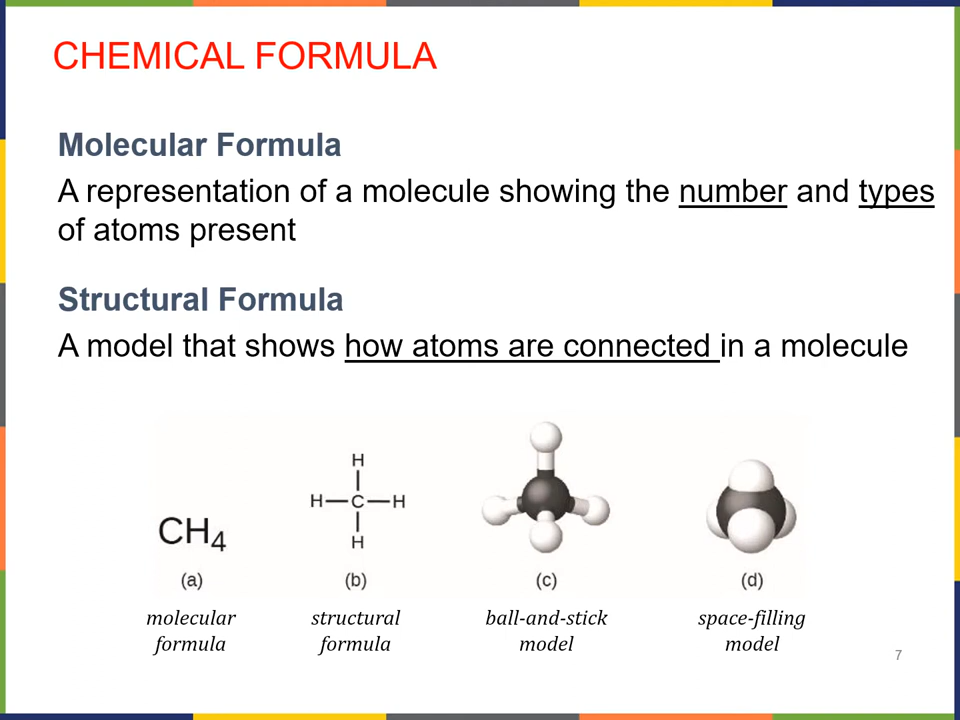 CHEMICAL FORMULA
Molecular Formula
A representation of a molecule showing the number and types
of atoms present
Structural Formula
A model that shows how atoms are connected in a molecule
H
H—C—H
H
CH₄
(a)
(b)
(c)
(d)
molecular
formula
structural
formula
ball-and-stick
model
space-filling
model
7